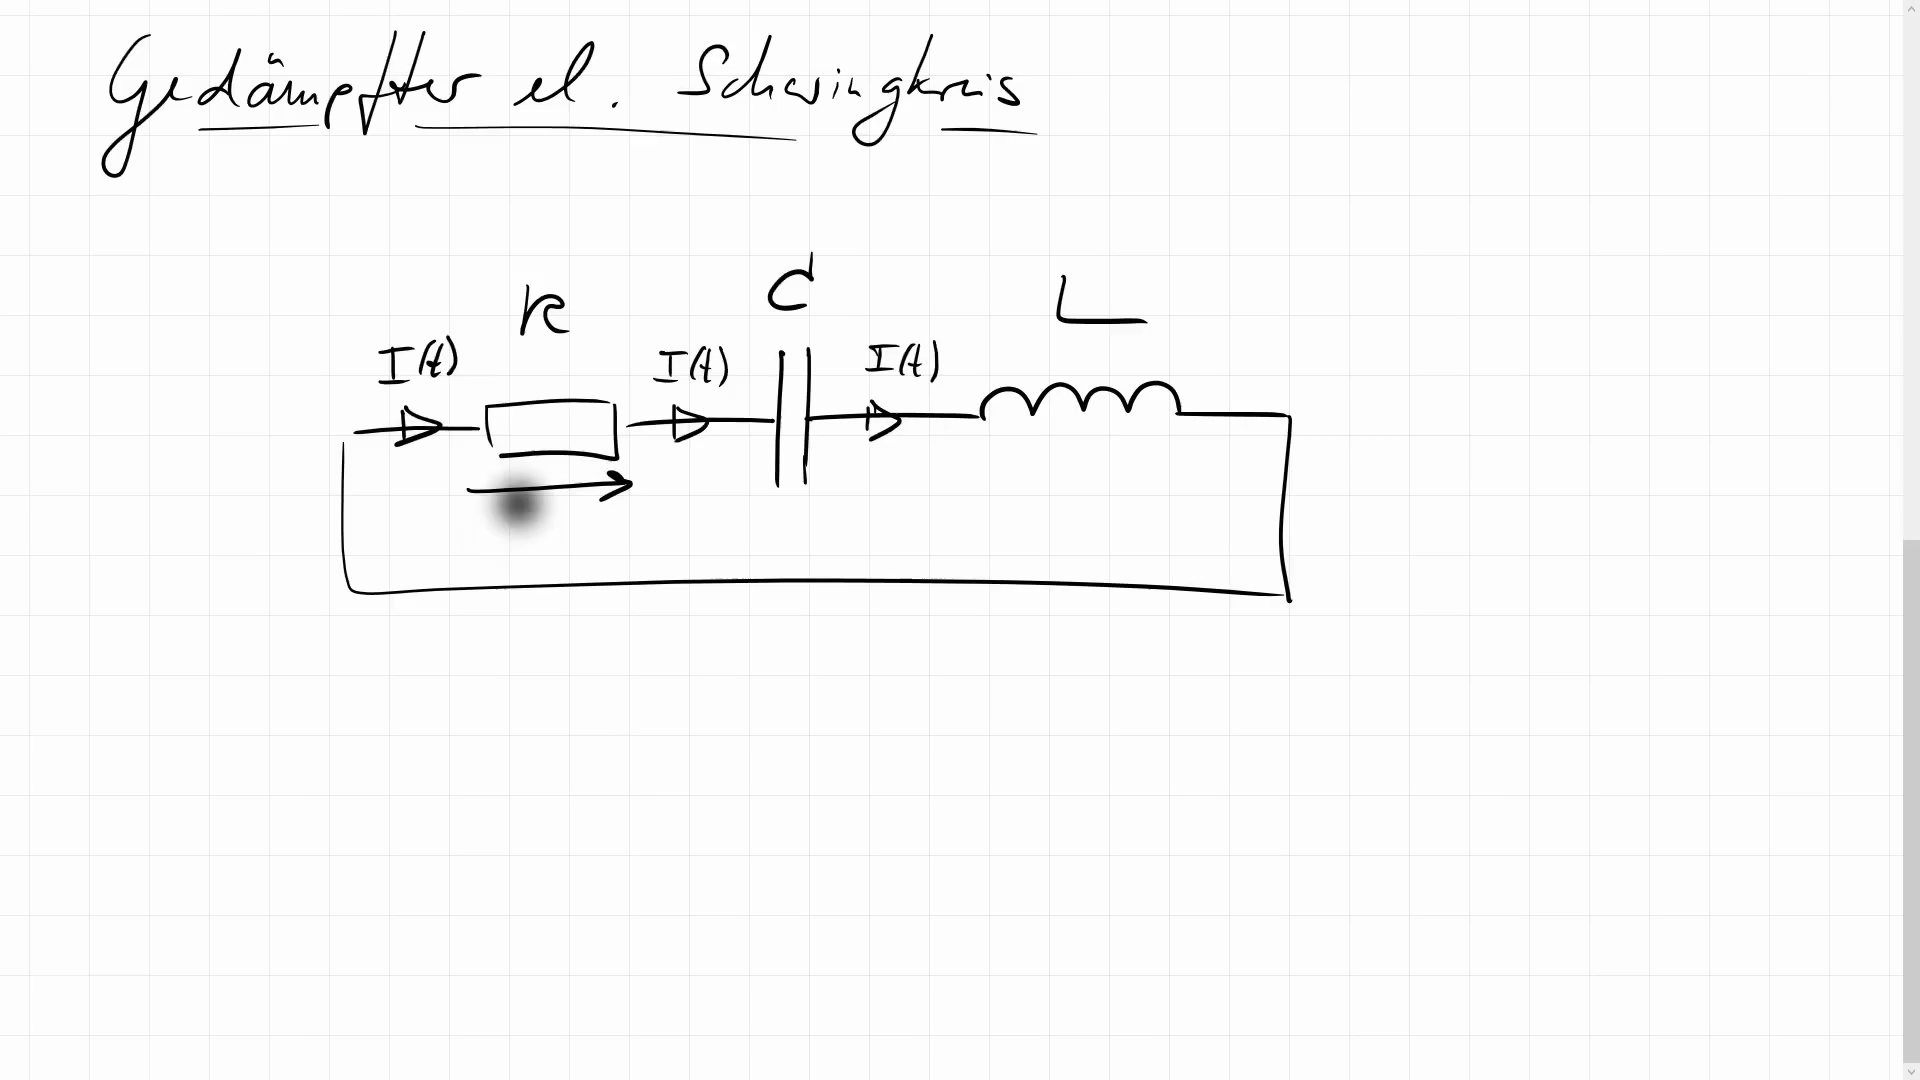 Gedämpfter el. Schwingkreis
R C L
I(t) I(t) I(t)